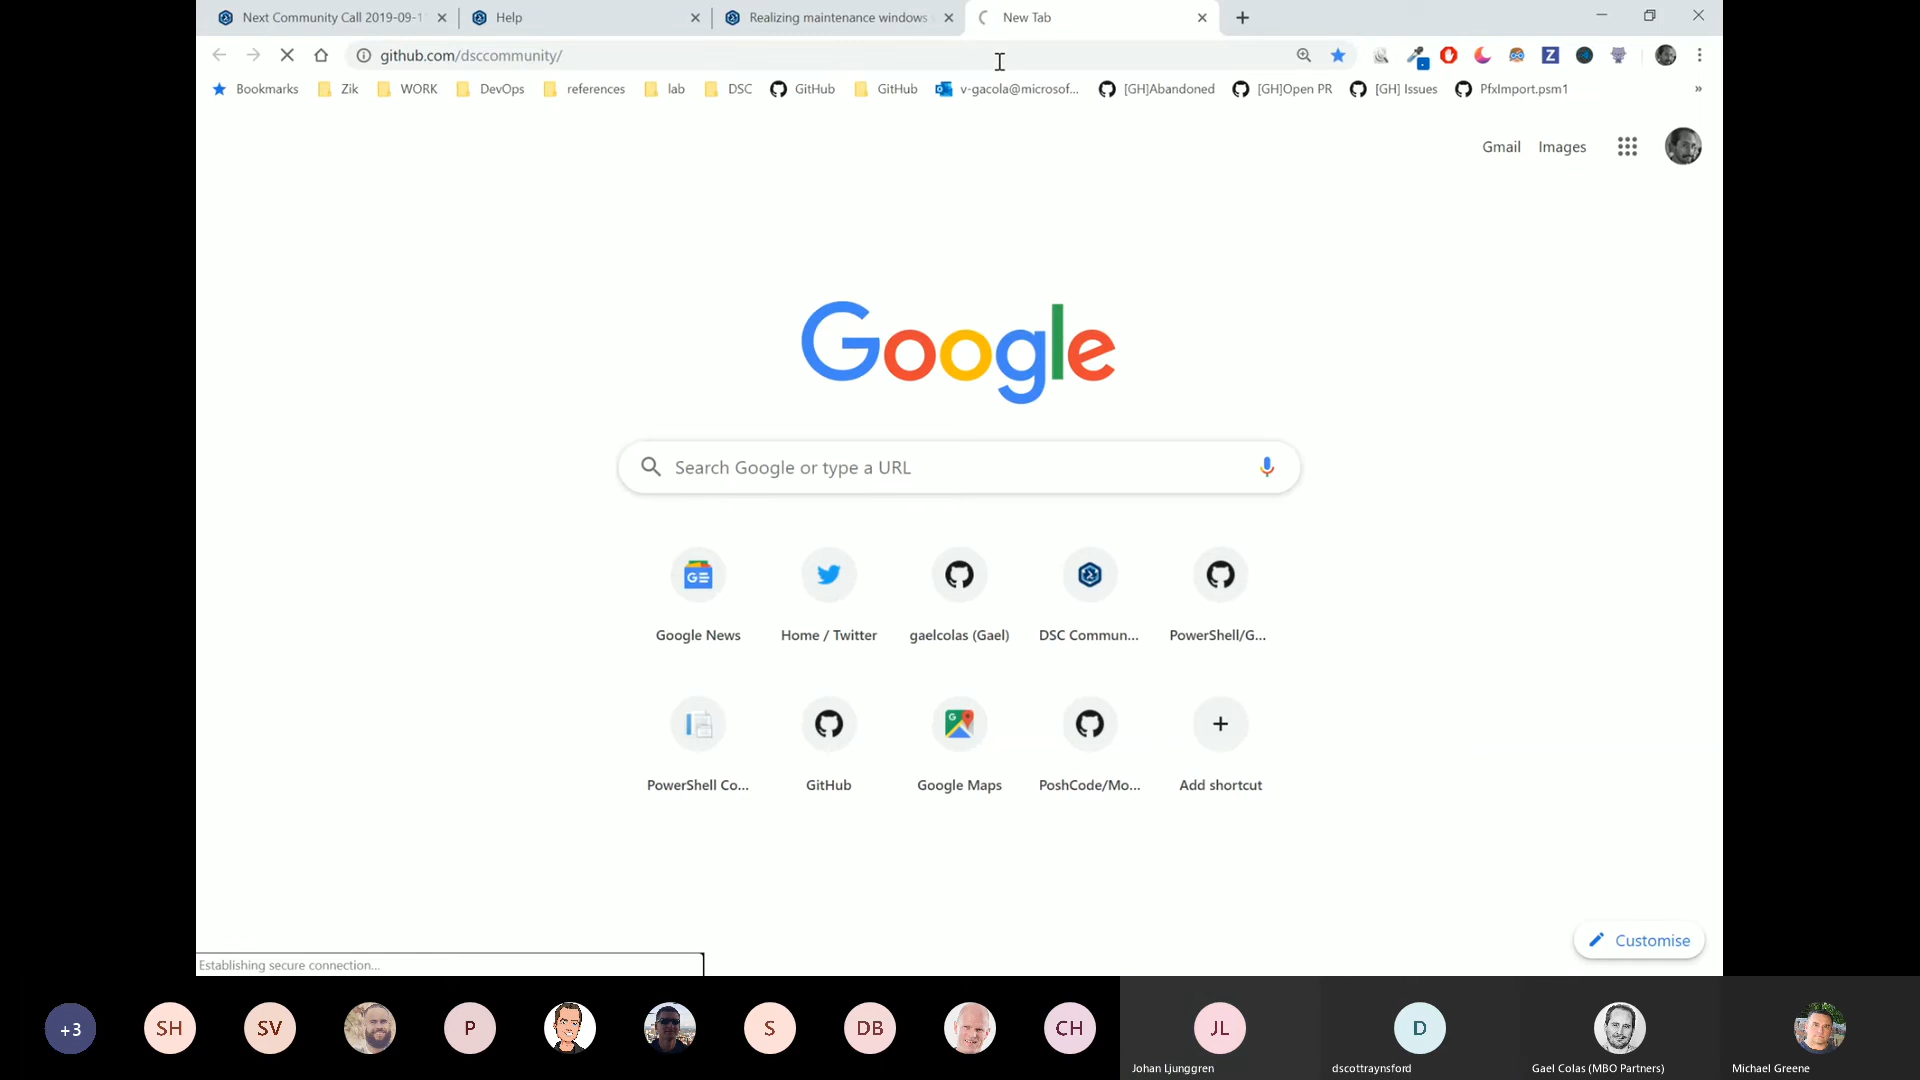 Next Community Call 2019-09-1
Help
Realizing maintenance windows
New Tab
github.com/dsccommunity/
Bookmarks
Zik
WORK
DevOps
references
lab
DSC
GitHub
GitHub
v-gacola@microsof...
[GH]Abandoned
[GH]Open PR
[GH] Issues
PfxImport.psm1
»
Gmail
Images
Google
Search Google or type a URL
Google News
Home / Twitter
gaelcolas (Gael)
DSC Commun...
PowerShell/G...
PowerShell Co...
GitHub
Google Maps
PoshCode/Mo...
Add shortcut
Customise
Establishing secure connection...
+3
SH
SV
P
S
DB
CH
JL
D
Johan Ljunggren
dscottraynsford
Gael Colas (MBO Partners)
Michael Greene